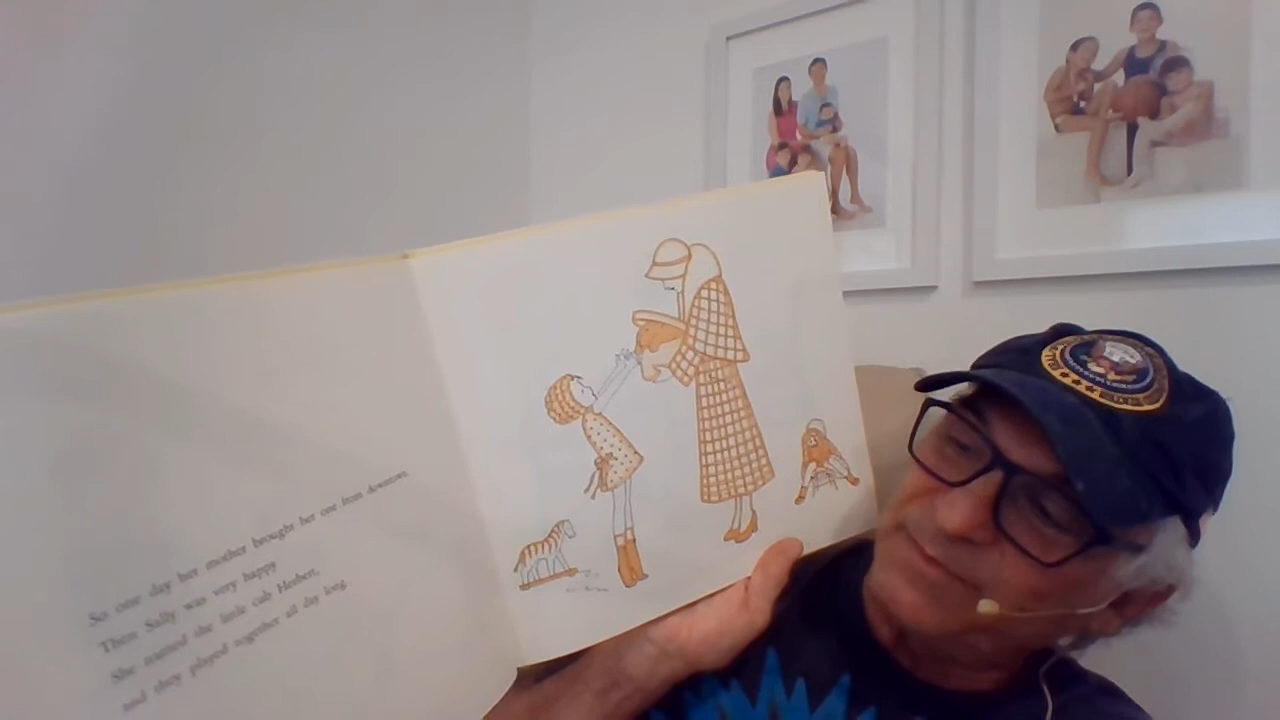 So one day her mother brought her one from downtown.
Then Sally was very happy
She named the little cab Herbert,
and they played together all day long.